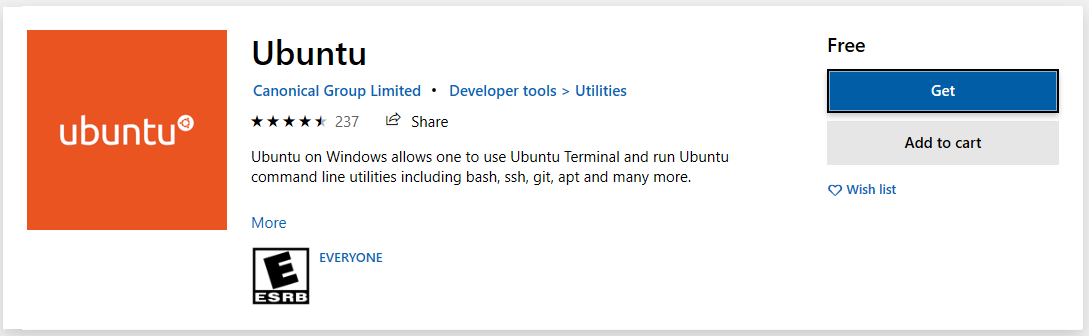 ubuntu
Ubuntu
Canonical Group Limited • Developer tools > Utilities
237 Share
Ubuntu on Windows allows one to use Ubuntu Terminal and run Ubuntu
command line utilities including bash, ssh, git, apt and many more.
More
E
ESRB
EVERYONE
Free
Get
Add to cart
Wish list